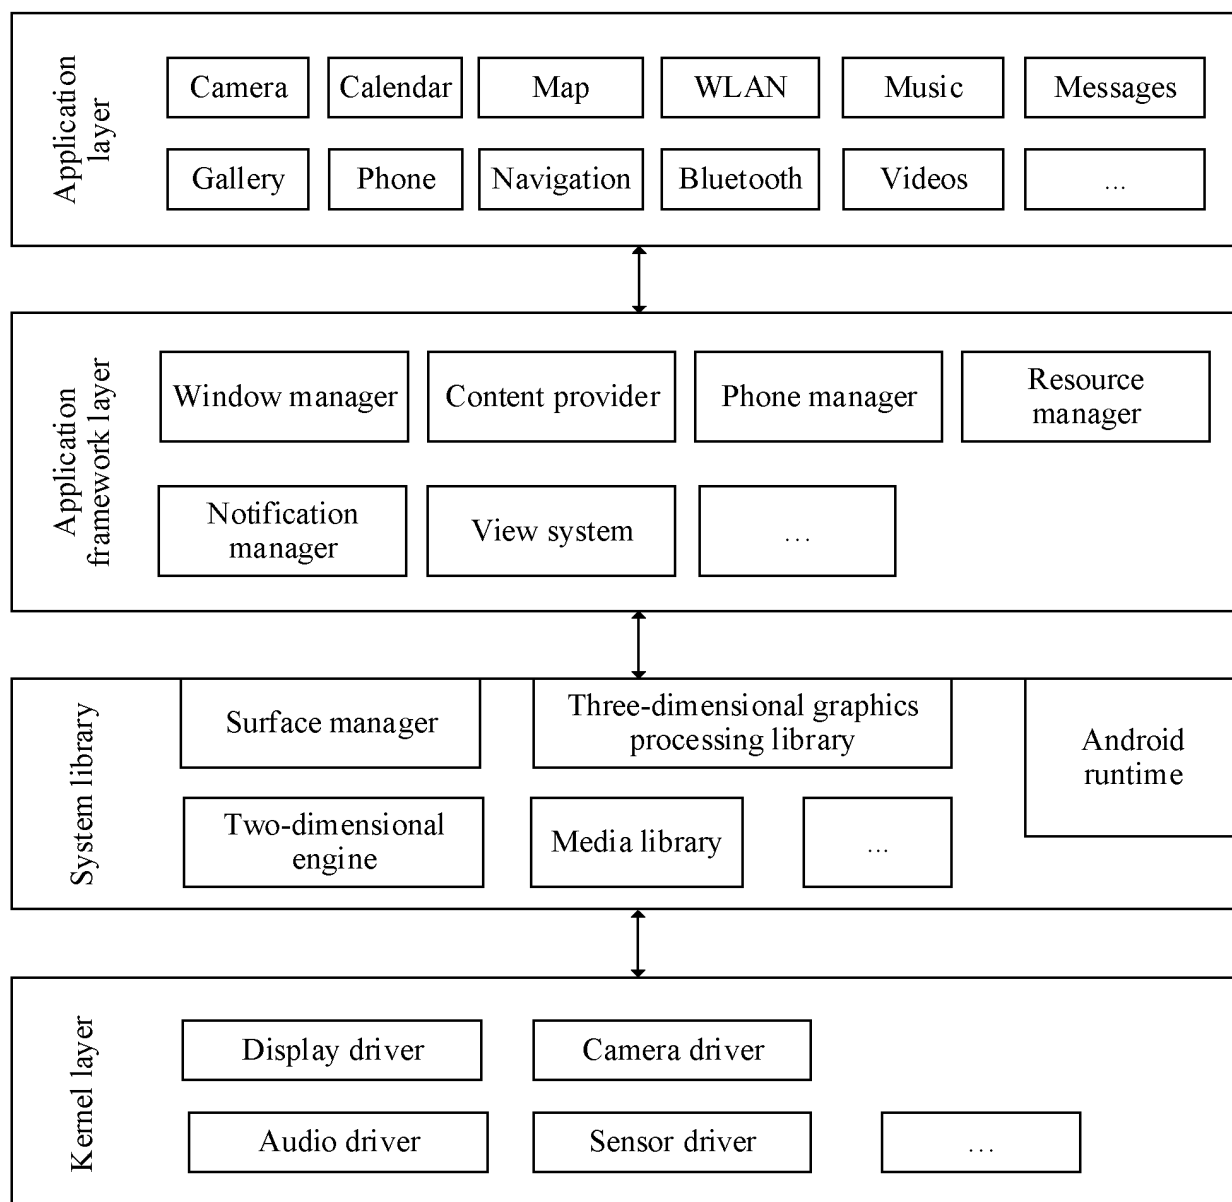 Application
layer
Camera
Calendar
Map
WLAN
Music
Messages
Gallery
Phone
Navigation
Bluetooth
Videos
...
Application
framework layer
Window manager
Content provider
Phone manager
Resource
manager
Notification
manager
View system
...
System library
Surface manager
Three-dimensional graphics
processing library
Android
runtime
Two-dimensional
engine
Media library
...
Kernel layer
Display driver
Camera driver
Audio driver
Sensor driver
...